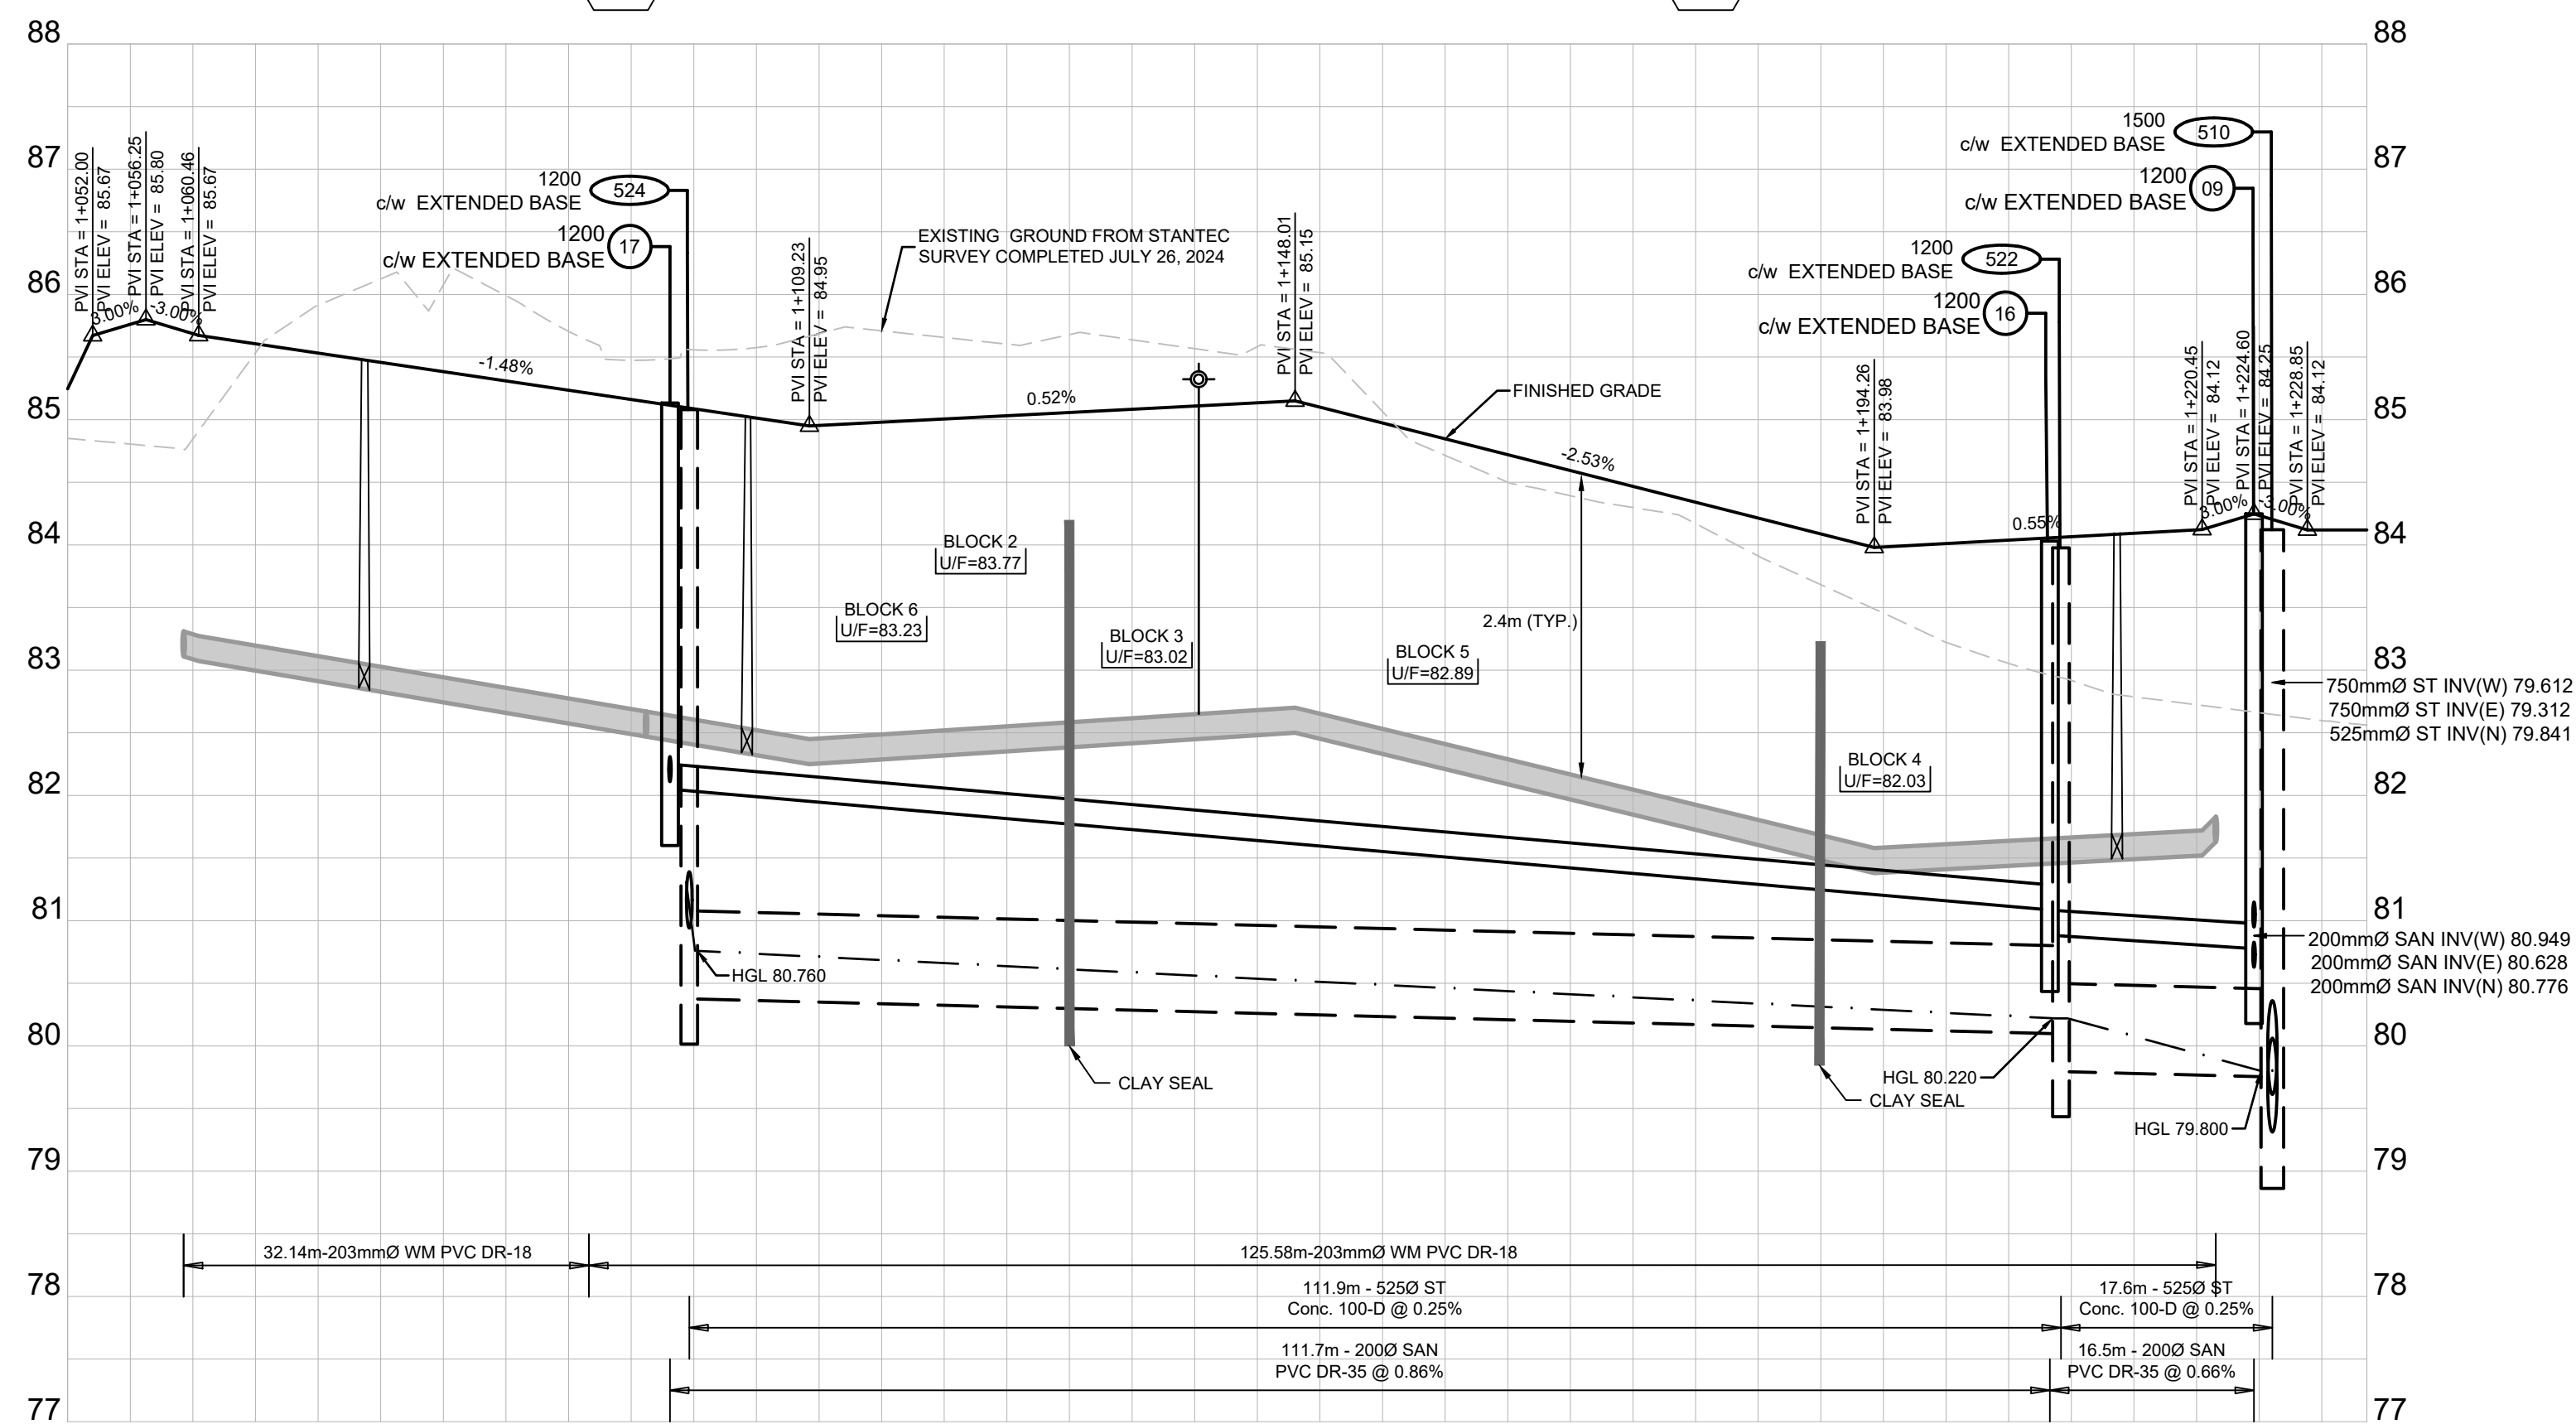 88
88
87
87
86
86
85
85
84
84
83
83
82
82
81
81
80
80
79
79
78
78
77
77
PVI STA = 1+052.00
PVI ELEV = 85.67
PVI STA = 1+056.25
PVI ELEV = 85.80
PVI STA = 1+060.46
PVI ELEV = 85.67
3.00%
-3.00%
-1.48%
1200
c/w EXTENDED BASE
524
1200
c/w EXTENDED BASE
17
PVI STA = 1+109.23
PVI ELEV = 84.95
EXISTING GROUND FROM STANTEC
SURVEY COMPLETED JULY 26, 2024
0.52%
PVI STA = 1+148.01
PVI ELEV = 85.15
FINISHED GRADE
-2.53%
1500
c/w EXTENDED BASE
510
1200
c/w EXTENDED BASE
09
1200
c/w EXTENDED BASE
522
1200
c/w EXTENDED BASE
16
PVI STA = 1+194.26
PVI ELEV = 83.98
0.55%
PVI STA = 1+220.45
PVI ELEV = 84.12
PVI STA = 1+224.60
PVI ELEV = 84.25
PVI STA = 1+228.85
PVI ELEV = 84.12
3.00%
-3.00%
BLOCK 2
U/F=83.77
BLOCK 6
U/F=83.23
BLOCK 3
U/F=83.02
BLOCK 5
U/F=82.89
2.4m (TYP.)
BLOCK 4
U/F=82.03
750mmØ ST INV(W) 79.612
750mmØ ST INV(E) 79.312
525mmØ ST INV(N) 79.841
200mmØ SAN INV(W) 80.949
200mmØ SAN INV(E) 80.628
200mmØ SAN INV(N) 80.776
HGL 80.760
CLAY SEAL
HGL 80.220
CLAY SEAL
HGL 79.800
32.14m-203mmØ WM PVC DR-18
125.58m-203mmØ WM PVC DR-18
111.9m - 525Ø ST
Conc. 100-D @ 0.25%
17.6m - 525Ø ST
Conc. 100-D @ 0.25%
111.7m - 200Ø SAN
PVC DR-35 @ 0.86%
16.5m - 200Ø SAN
PVC DR-35 @ 0.66%